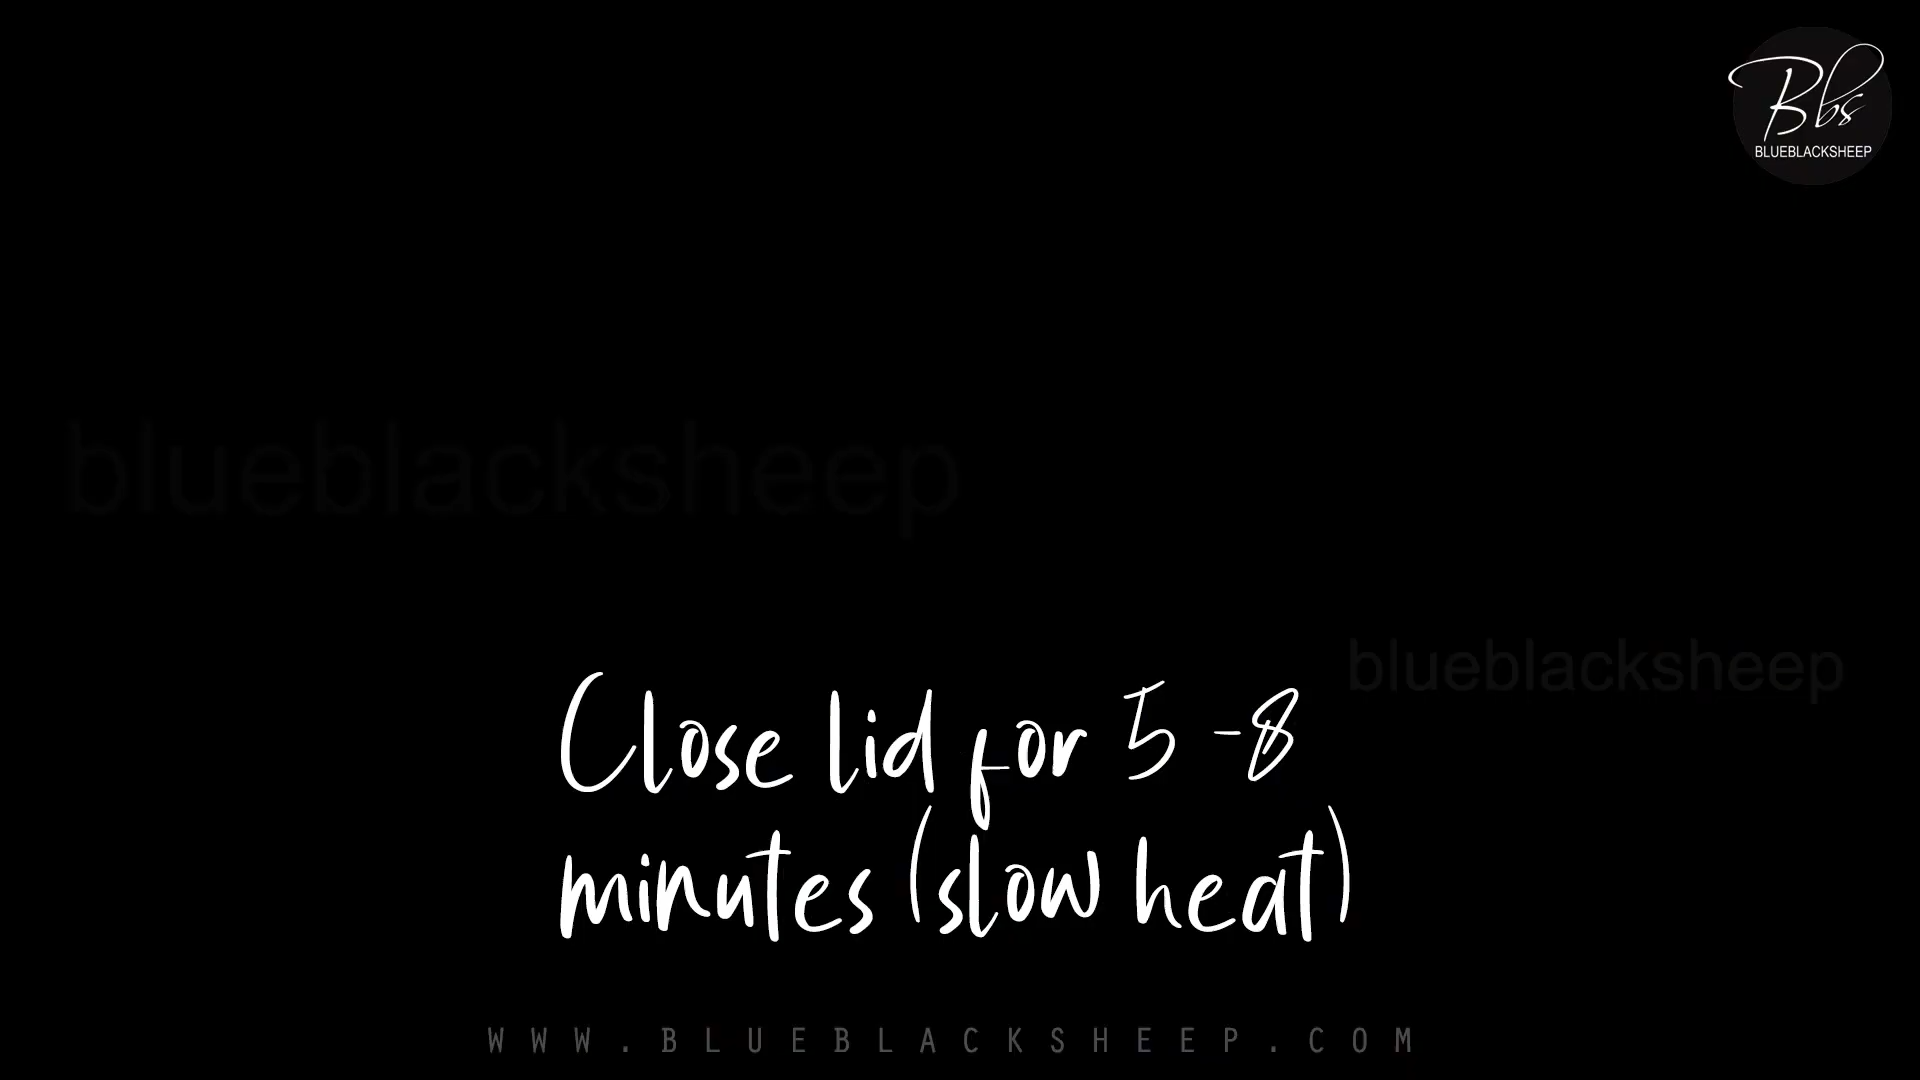 Bbs
BLUEBLACKSHEEP
blueblacksheep
blueblacksheep
Close lid for 5 -8
minutes (slow heat)
WWW.BLUEBLACKSHEEP.COM